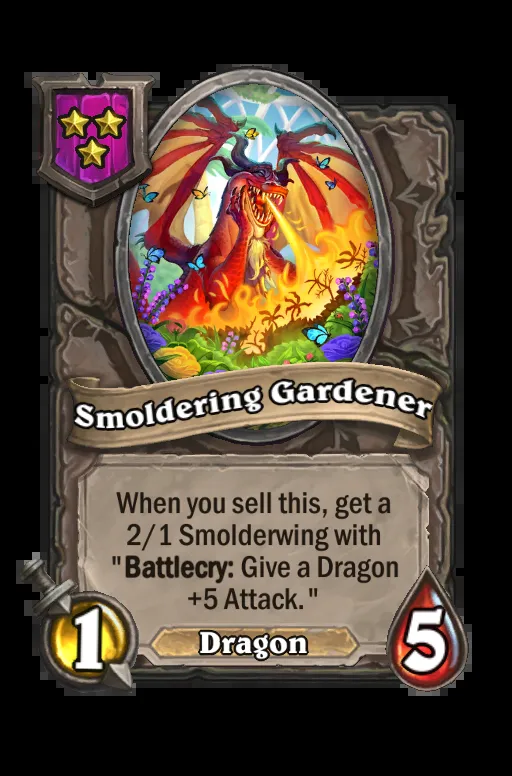 Smoldering Gardener
When you sell this, get a
2/1 Smolderwing with
"Battlecry: Give a Dragon
+5 Attack."
1
Dragon
5